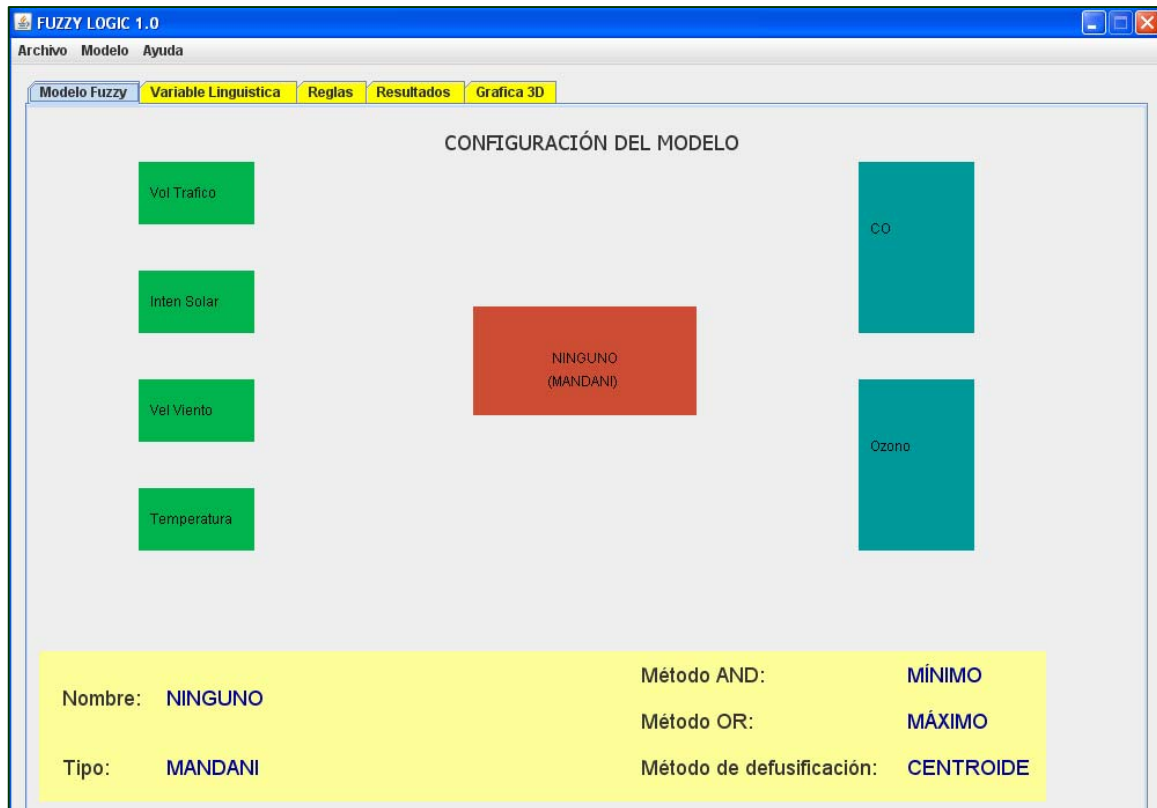 FUZZY LOGIC 1.0
Archivo Modelo Ayuda
Modelo Fuzzy Variable Linguistica Reglas Resultados Grafica 3D
CONFIGURACIÓN DEL MODELO
Vol Trafico
Inten Solar
Vel Viento
Temperatura
NINGUNO
(MANDANI)
CO
Ozono
Nombre: NINGUNO
Tipo: MANDANI
Método AND: MÍNIMO
Método OR: MÁXIMO
Método de defusificación: CENTROIDE